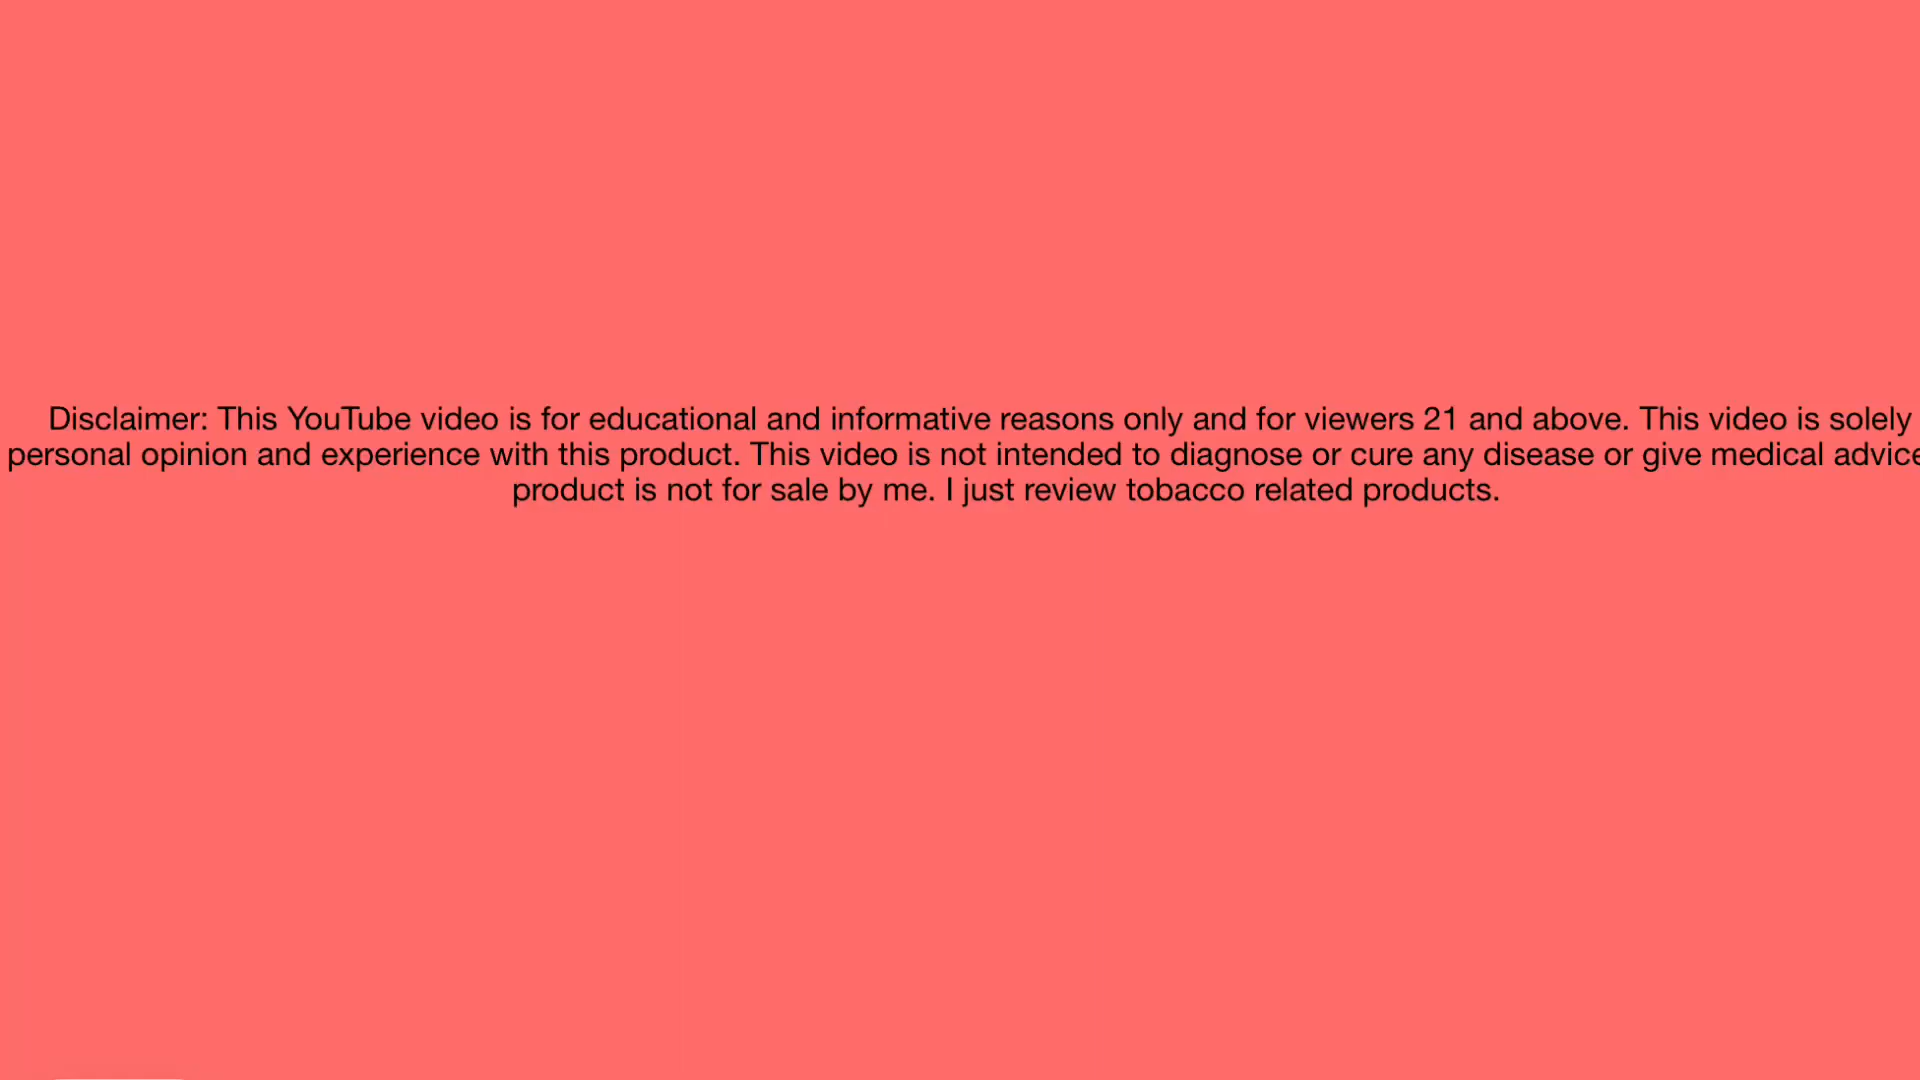 Disclaimer: This YouTube video is for educational and informative reasons only and for viewers 21 and above. This video is solely
personal opinion and experience with this product. This video is not intended to diagnose or cure any disease or give medical advice
product is not for sale by me. I just review tobacco related products.